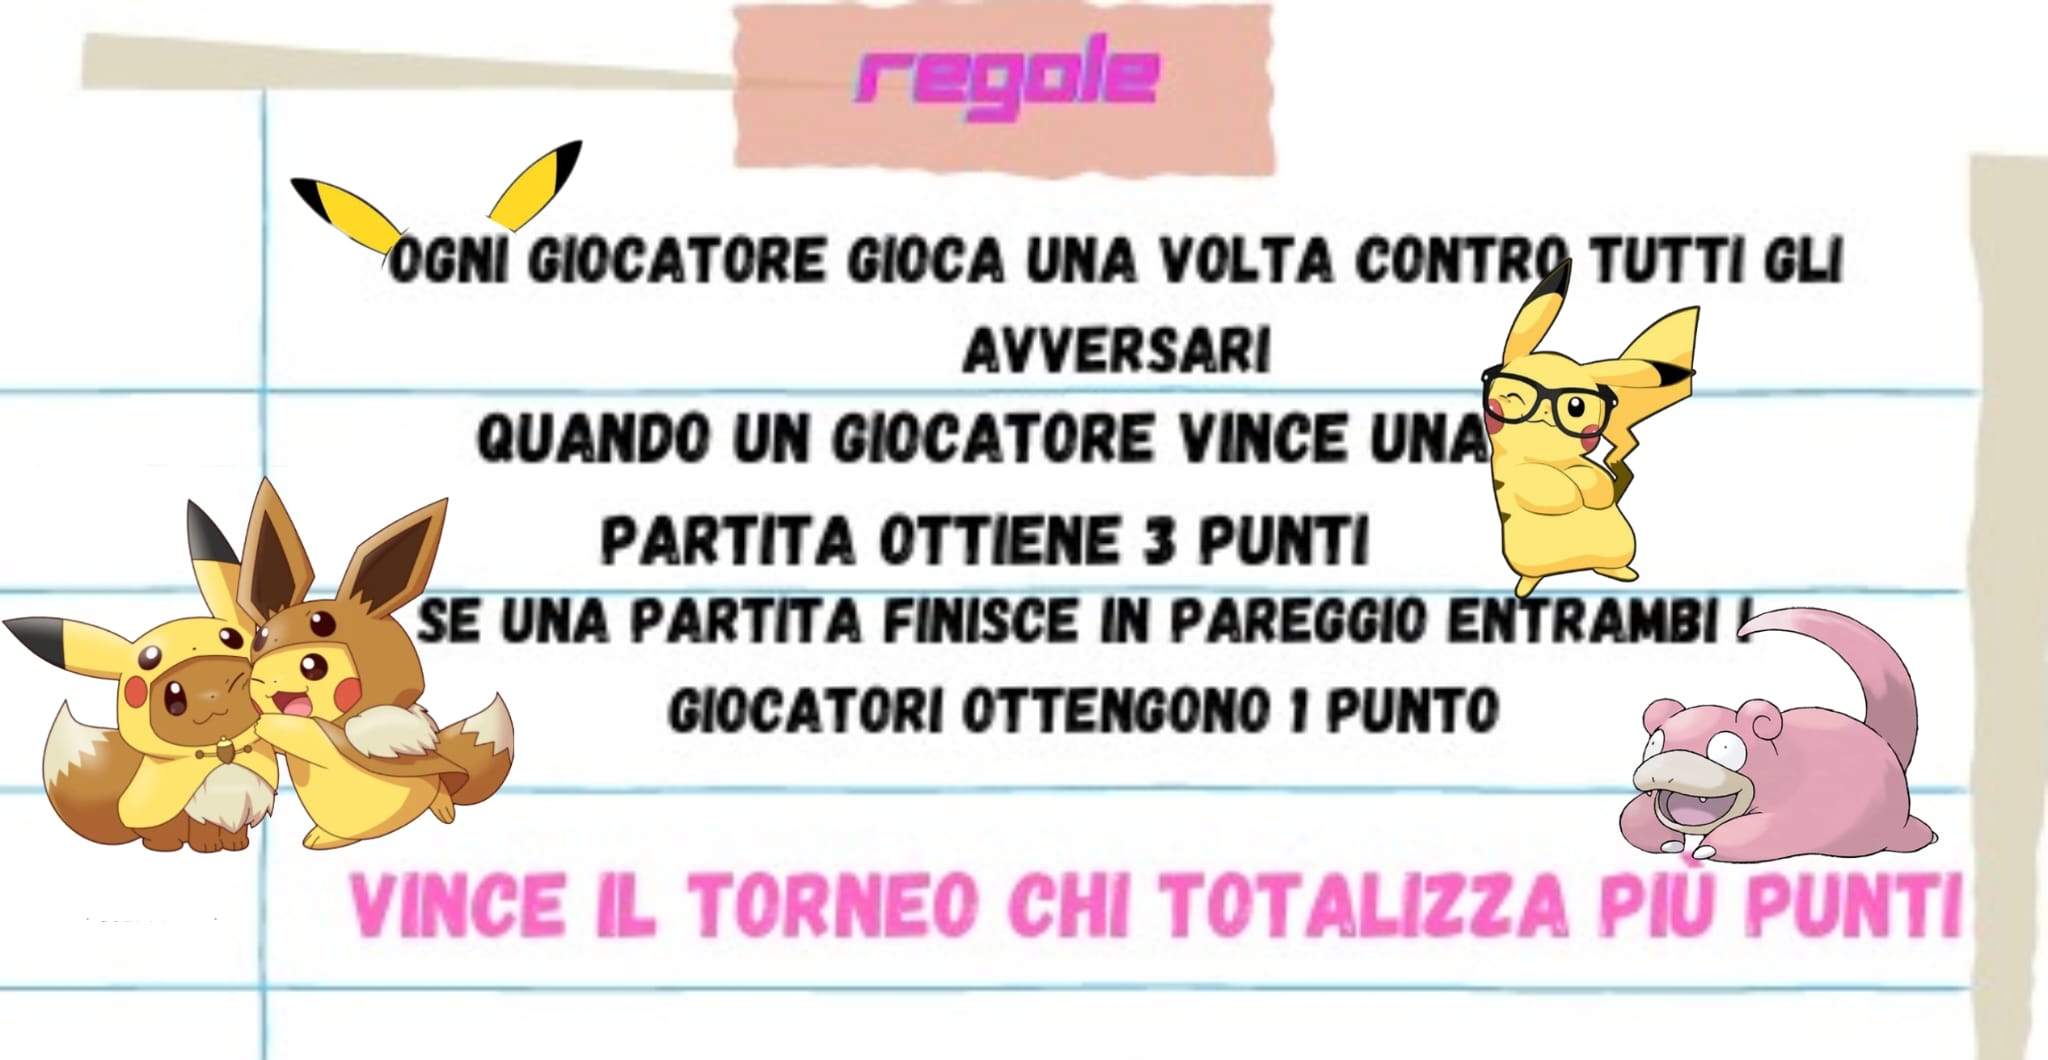 regole
OGNI GIOCATORE GIOCA UNA VOLTA CONTRO TUTTI GLI
AVVERSARI
QUANDO UN GIOCATORE VINCE UNA
PARTITA OTTIENE 3 PUNTI
SE UNA PARTITA FINISCE IN PAREGGIO ENTRAMBI I
GIOCATORI OTTENGONO 1 PUNTO
VINCE IL TORNEO CHI TOTALIZZA PIÙ PUNTI